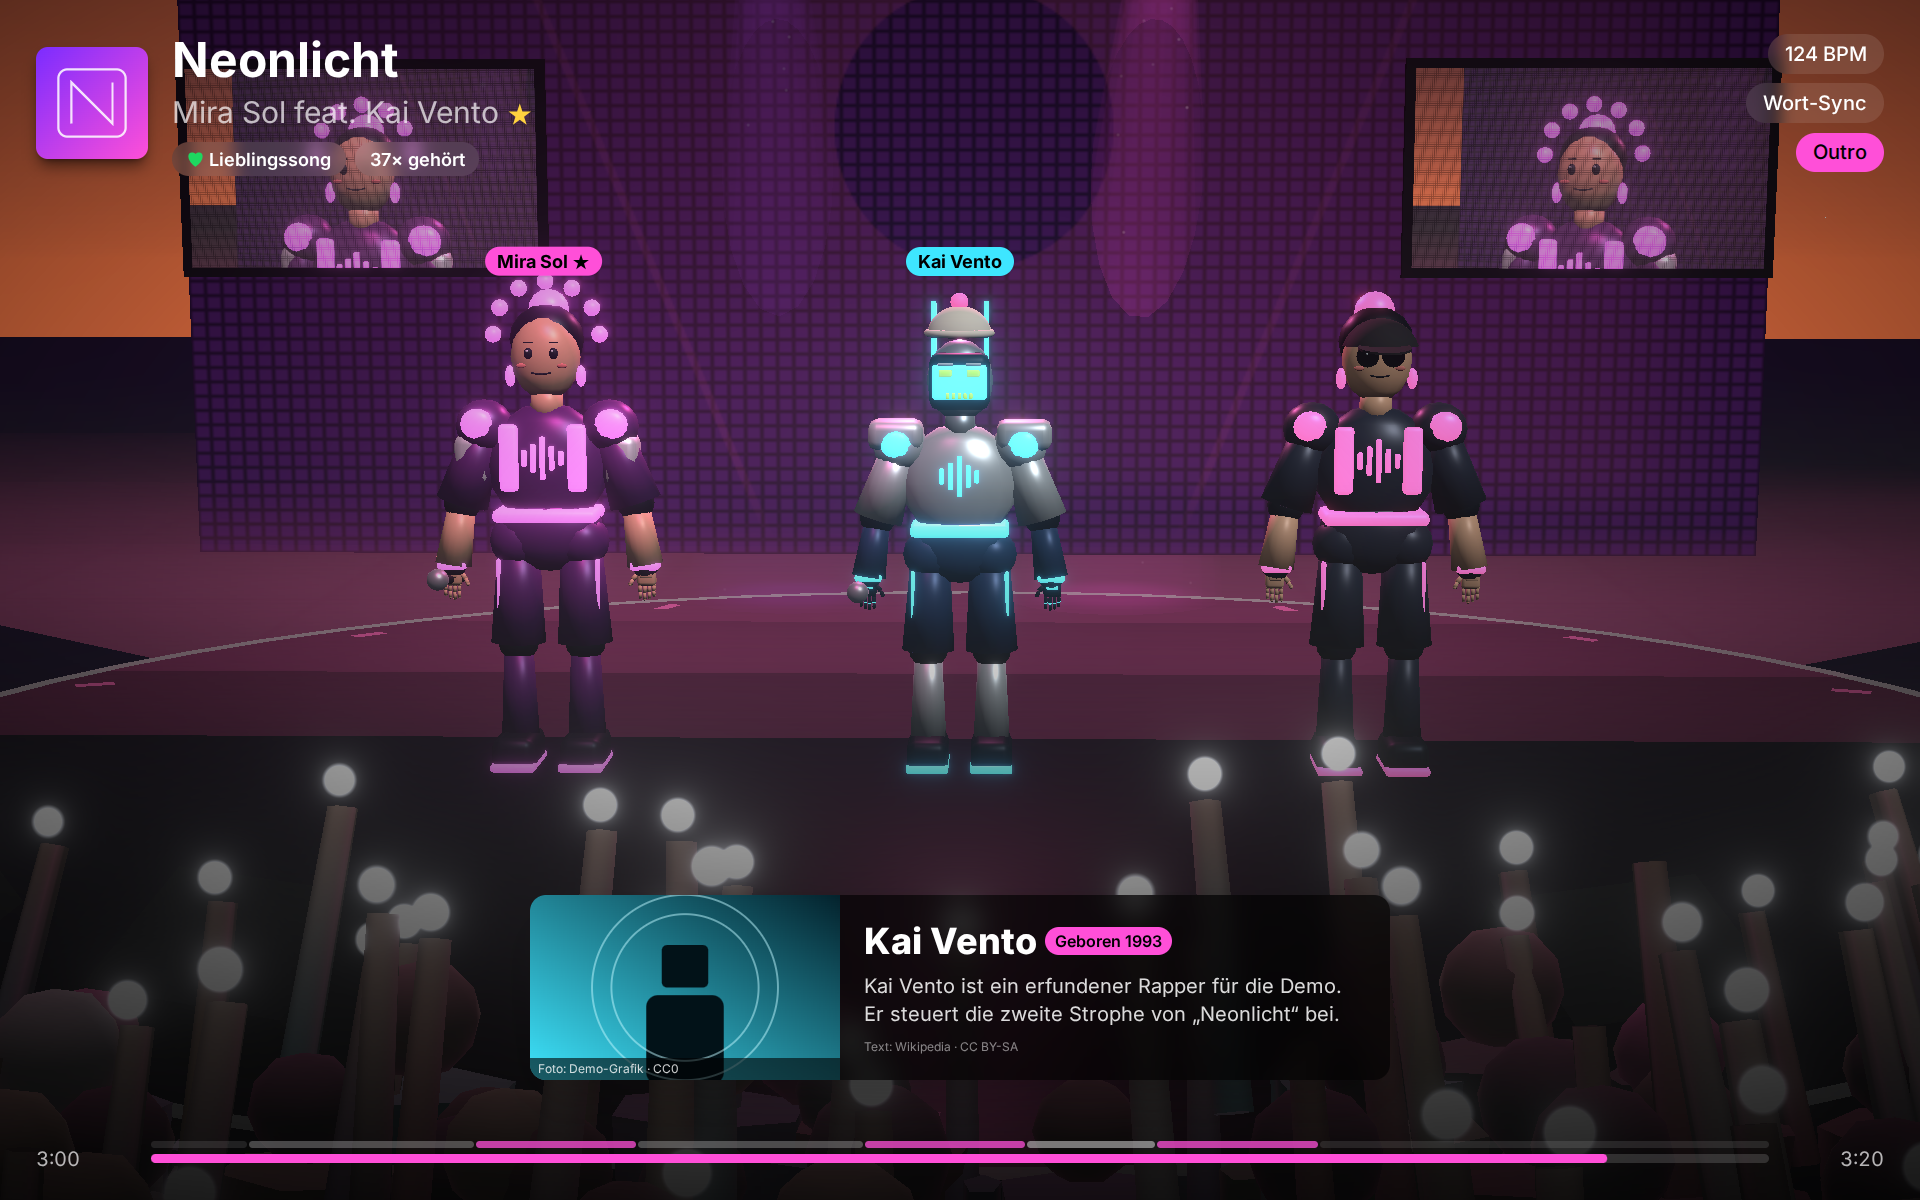 Neonlicht
Mira Sol feat. Kai Vento ★
Lieblingssong
37× gehört
124 BPM
Wort-Sync
Outro
Mira Sol ★
Kai Vento
Kai Vento
Geboren 1993
Kai Vento ist ein erfundener Rapper für die Demo.
Er steuert die zweite Strophe von „Neonlicht“ bei.
Text: Wikipedia · CC BY-SA
Foto: Demo-Grafik · CC0
3:00
3:20